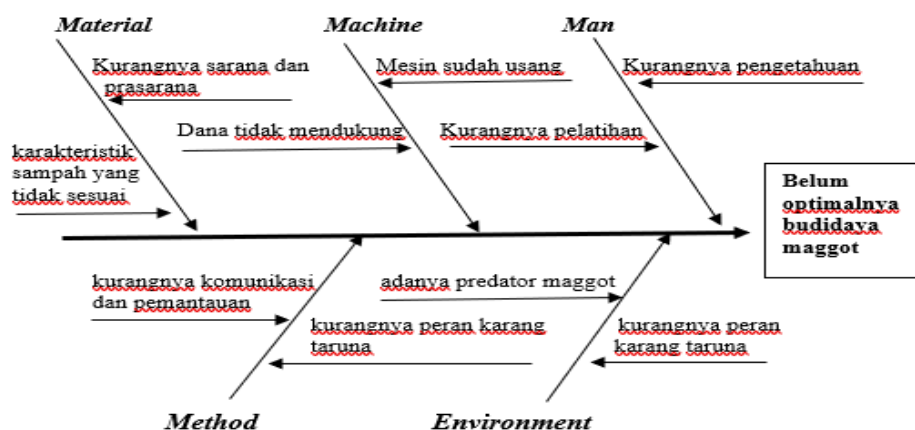 Material
Machine
Man
Kurangnya sarana dan
prasarana
Mesin sudah usang
Kurangnya pengetahuan
Dana tidak mendukung
Kurangnya pelatihan
karakteristik
sampah yang
tidak sesuai
Belum
optimalnya
budidaya
maggot
kurangnya komunikasi
dan pemantauan
adanya predator maggot
kurangnya peran karang
taruna
kurangnya peran
karang taruna
Method
Environment